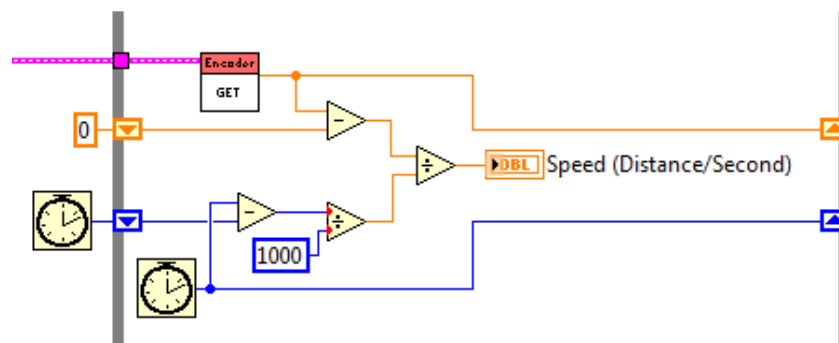 Encoder
GET
0
-
÷
DBL
Speed (Distance/Second)
-
÷
1000